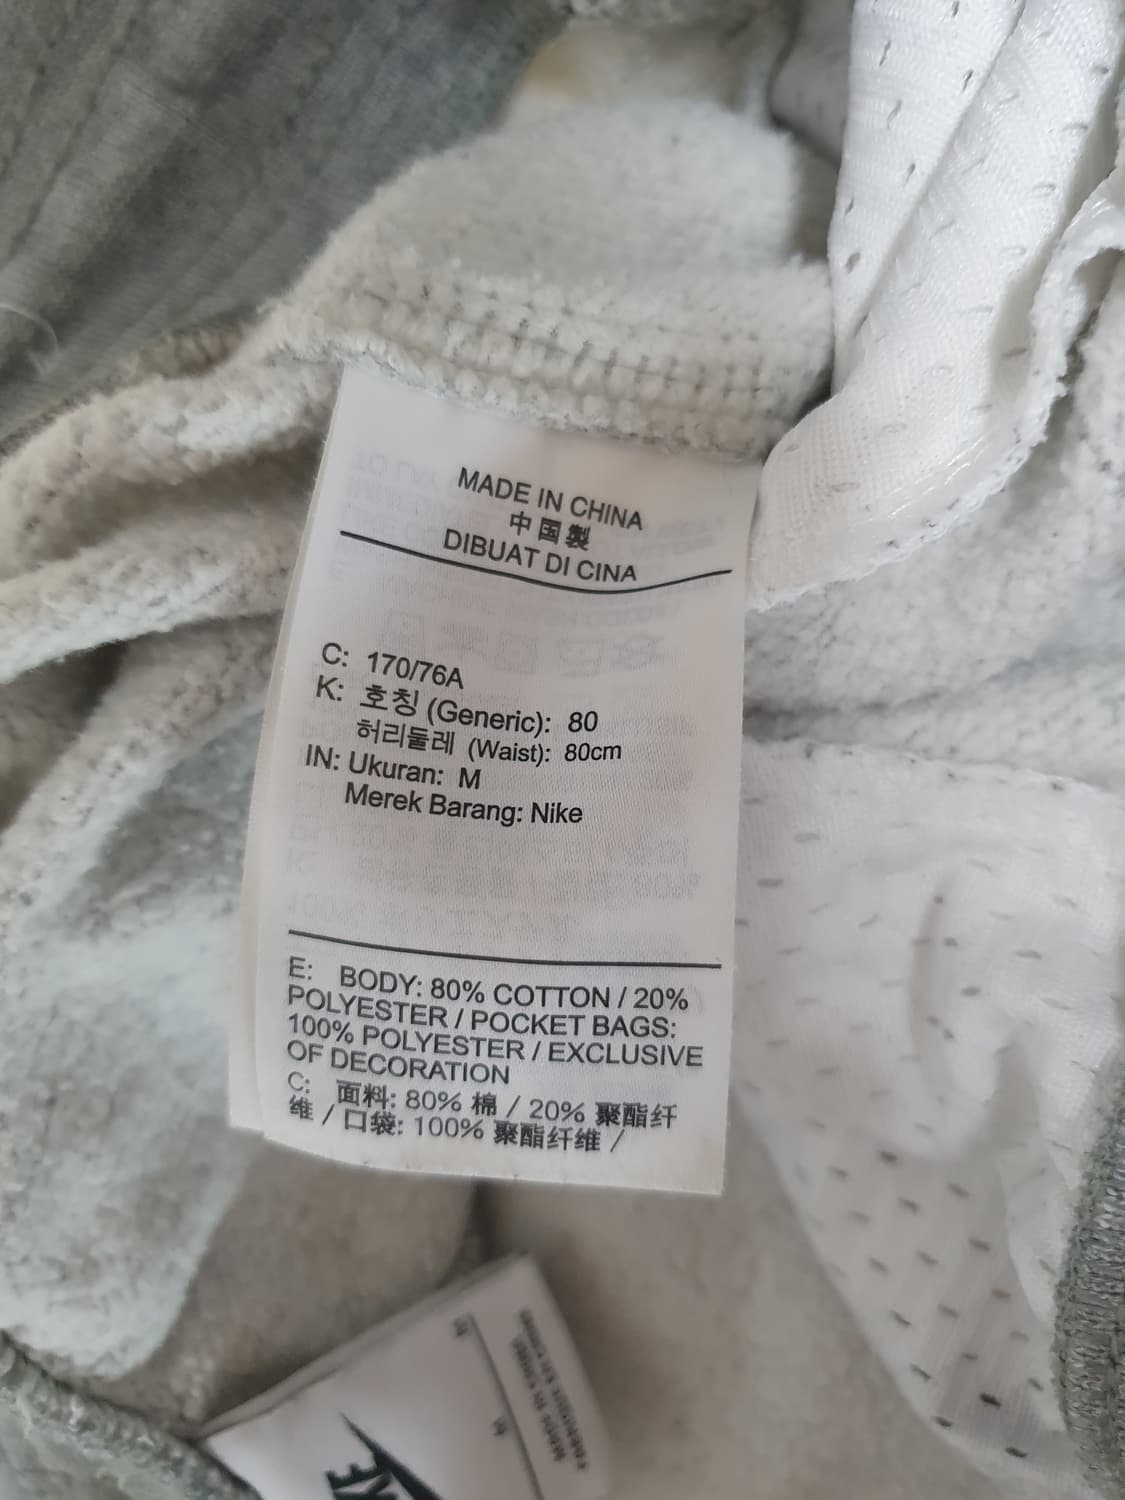 MADE IN CHINA
中国製
DIBUAT DI CINA
C: 170/76A
K: 호칭 (Generic): 80
허리둘레 (Waist): 80cm
IN: Ukuran: M
Merek Barang: Nike
E: BODY: 80% COTTON / 20%
POLYESTER / POCKET BAGS:
100% POLYESTER / EXCLUSIVE
OF DECORATION
C: 面料: 80% 棉 / 20% 聚酯纤
维 / 口袋: 100% 聚酯纤维 /
M
M